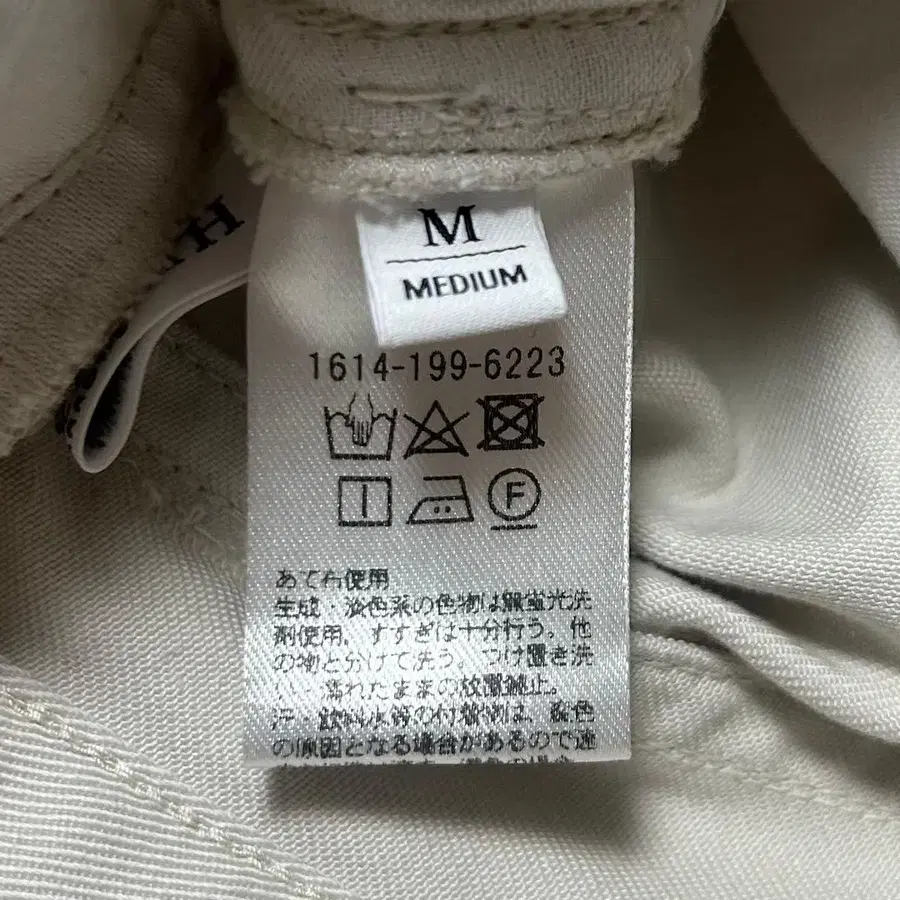 M
MEDIUM
1614-199-6223
F
あて布使用
生成・淡色系の色物は無蛍光洗
剤使用、すすぎは十分行う。他
の物と分けて洗う。つけ置き洗
い・濡れたままの放置厳止。
汗・飲料水等の付着物は、変色
の原因となる場合があるので速